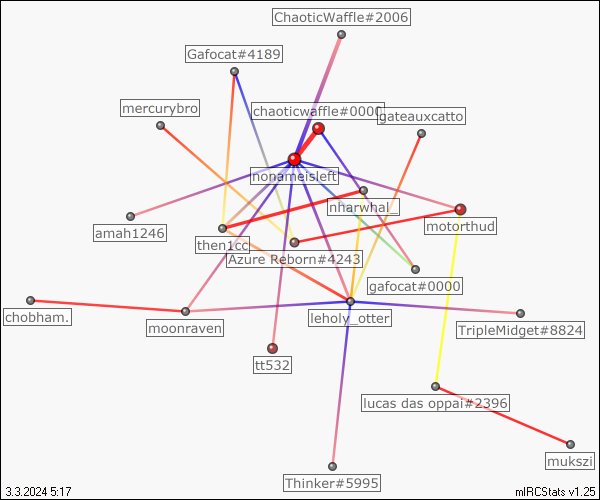 ChaoticWaffle#2006
Gafocat#4189
mercurybro
chaoticwaffle#0000
gateauxcatto
nonameisleft
nharwhal_
amah1246
then1cc
motorthud
Azure Reborn#4243
gafocat#0000
chobham.
moonraven
leholy_otter
TripleMidget#8824
tt532
lucas das oppai#2396
mukszi
Thinker#5995
3.3.2024 5:17
mIRCStats v1.25